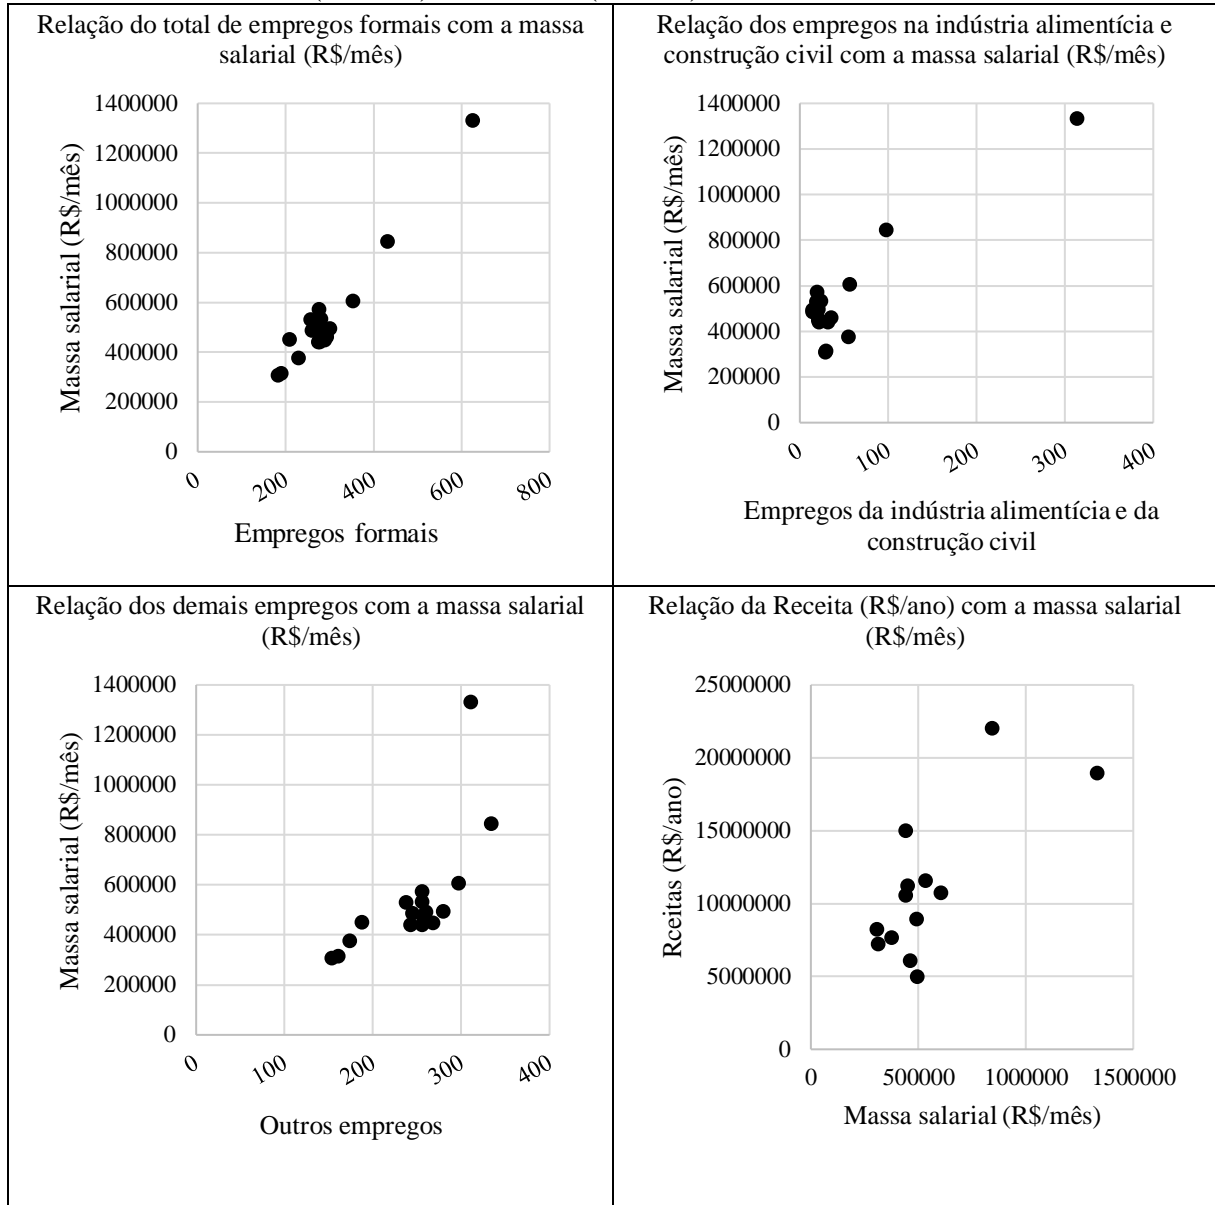 Relação do total de empregos formais com a massa
salarial (R$/mês)
1400000
1200000
1000000
800000
600000
400000
200000
0
Massa salarial (R$/mês)
0
200
400
600
800
Empregos formais
Relação dos empregos na indústria alimentícia e
construção civil com a massa salarial (R$/mês)
1400000
1200000
1000000
800000
600000
400000
200000
0
Massa salarial (R$/mês)
0
100
200
300
400
Empregos da indústria alimentícia e da
construção civil
Relação dos demais empregos com a massa salarial
(R$/mês)
1400000
1200000
1000000
800000
600000
400000
200000
0
Massa salarial (R$/mês)
0
100
200
300
400
Outros empregos
Relação da Receita (R$/ano) com a massa salarial
(R$/mês)
25000000
20000000
15000000
10000000
5000000
0
Rceitas (R$/ano)
0
500000
1000000
1500000
Massa salarial (R$/mês)